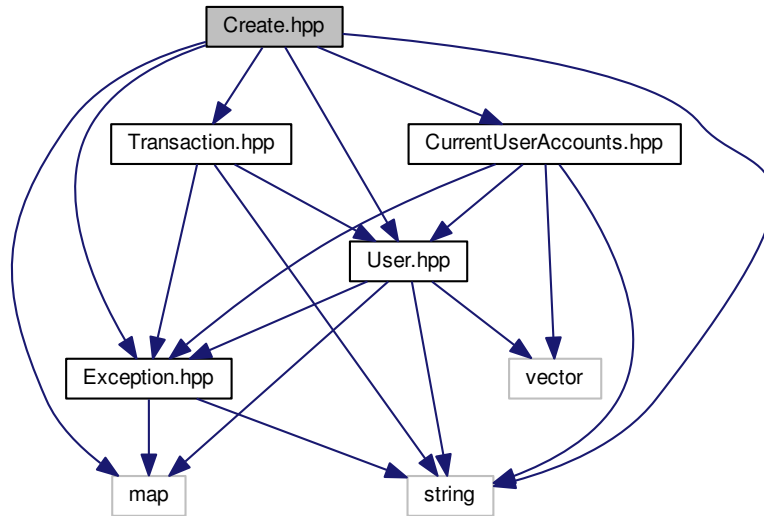 Create.hpp
Transaction.hpp
CurrentUserAccounts.hpp
User.hpp
Exception.hpp
vector
map
string